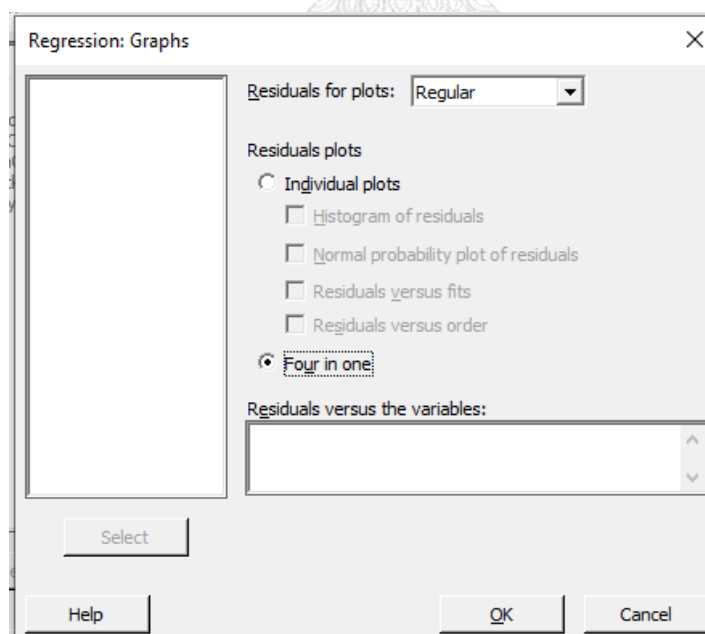 Regression: Graphs
Residuals for plots: Regular
Residuals plots
Individual plots
Histogram of residuals
Normal probability plot of residuals
Residuals versus fits
Residuals versus order
Four in one
Residuals versus the variables:
Select
Help OK Cancel